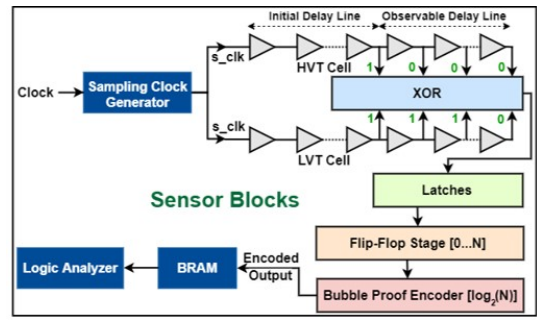 Initial Delay Line
Observable Delay Line
s_clk
HVT Cell
1 0 0 0
Clock
Sampling Clock
Generator
XOR
1 1 1 0
s_clk
LVT Cell
Latches
Sensor Blocks
Flip-Flop Stage [0...N]
Logic Analyzer
BRAM
Encoded
Output
Bubble Proof Encoder [log2(N)]